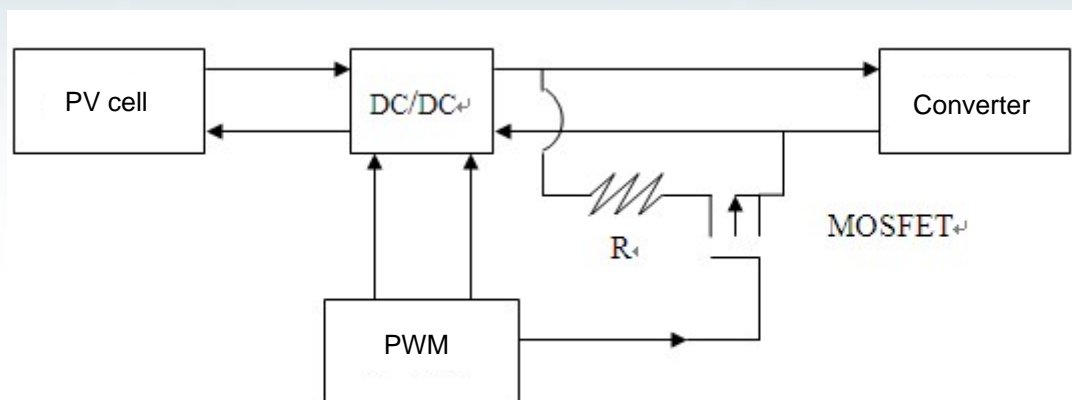 PV cell
DC/DC↵
Converter
R↵
MOSFET↵
PWM